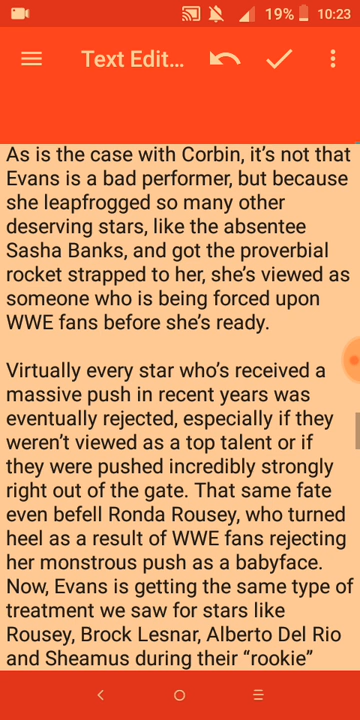 19% 10:23
Text Edit...
As is the case with Corbin, it’s not that
Evans is a bad performer, but because
she leapfrogged so many other
deserving stars, like the absentee
Sasha Banks, and got the proverbial
rocket strapped to her, she’s viewed as
someone who is being forced upon
WWE fans before she’s ready.
Virtually every star who’s received a
massive push in recent years was
eventually rejected, especially if they
weren’t viewed as a top talent or if
they were pushed incredibly strongly
right out of the gate. That same fate
even befell Ronda Rousey, who turned
heel as a result of WWE fans rejecting
her monstrous push as a babyface.
Now, Evans is getting the same type of
treatment we saw for stars like
Rousey, Brock Lesnar, Alberto Del Rio
and Sheamus during their “rookie”